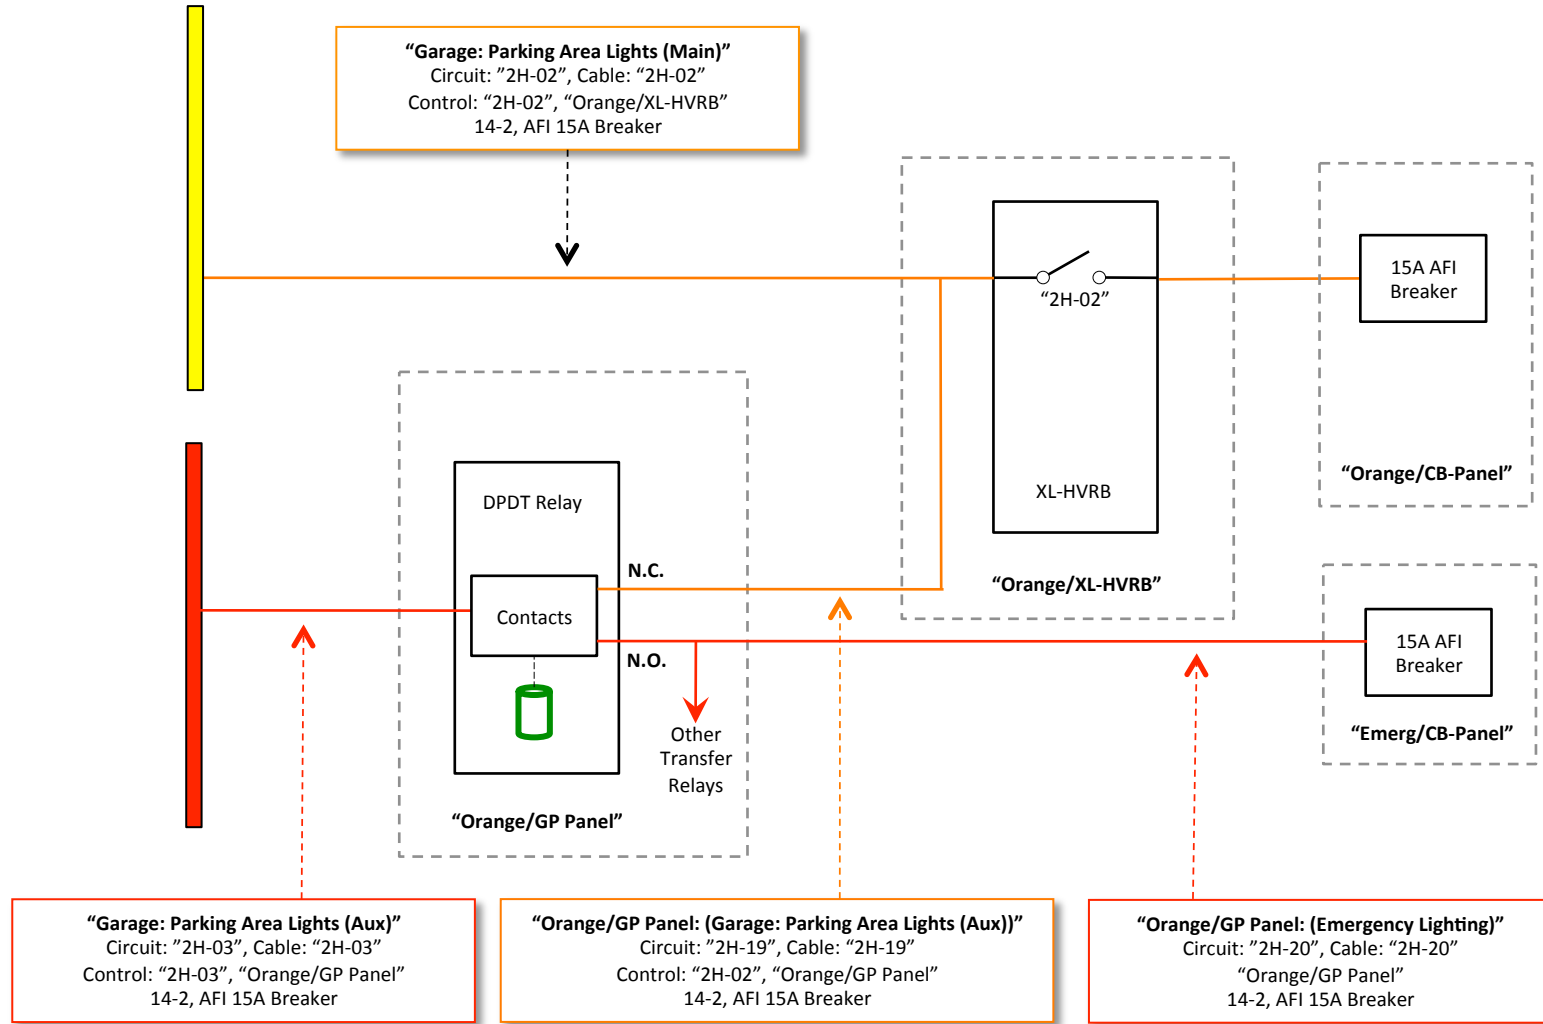 “Garage: Parking Area Lights (Main)”
Circuit: ”2H-02”, Cable: “2H-02”
Control: “2H-02”, “Orange/XL-HVRB”
14-2, AFI 15A Breaker
15A AFI
Breaker
“2H-02”
“Orange/CB-Panel”
XL-HVRB
“Orange/XL-HVRB”
DPDT Relay
N.C.
Contacts
N.O.
15A AFI
Breaker
“Emerg/CB-Panel”
Other
Transfer
Relays
“Orange/GP Panel”
“Garage: Parking Area Lights (Aux)”
Circuit: ”2H-03”, Cable: “2H-03”
Control: “2H-03”, “Orange/GP Panel”
14-2, AFI 15A Breaker
“Orange/GP Panel: (Garage: Parking Area Lights (Aux))”
Circuit: ”2H-19”, Cable: “2H-19”
Control: “2H-02”, “Orange/GP Panel”
14-2, AFI 15A Breaker
“Orange/GP Panel: (Emergency Lighting)”
Circuit: ”2H-20”, Cable: “2H-20”
“Orange/GP Panel”
14-2, AFI 15A Breaker